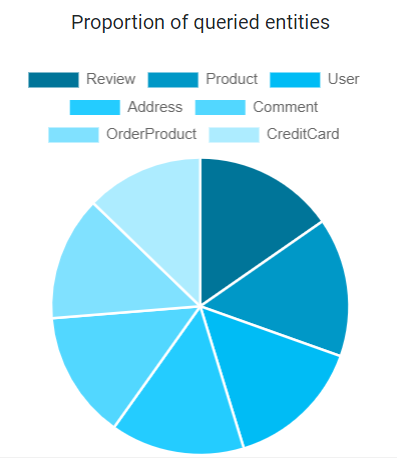 Proportion of queried entities
Review Product User
Address Comment
OrderProduct CreditCard